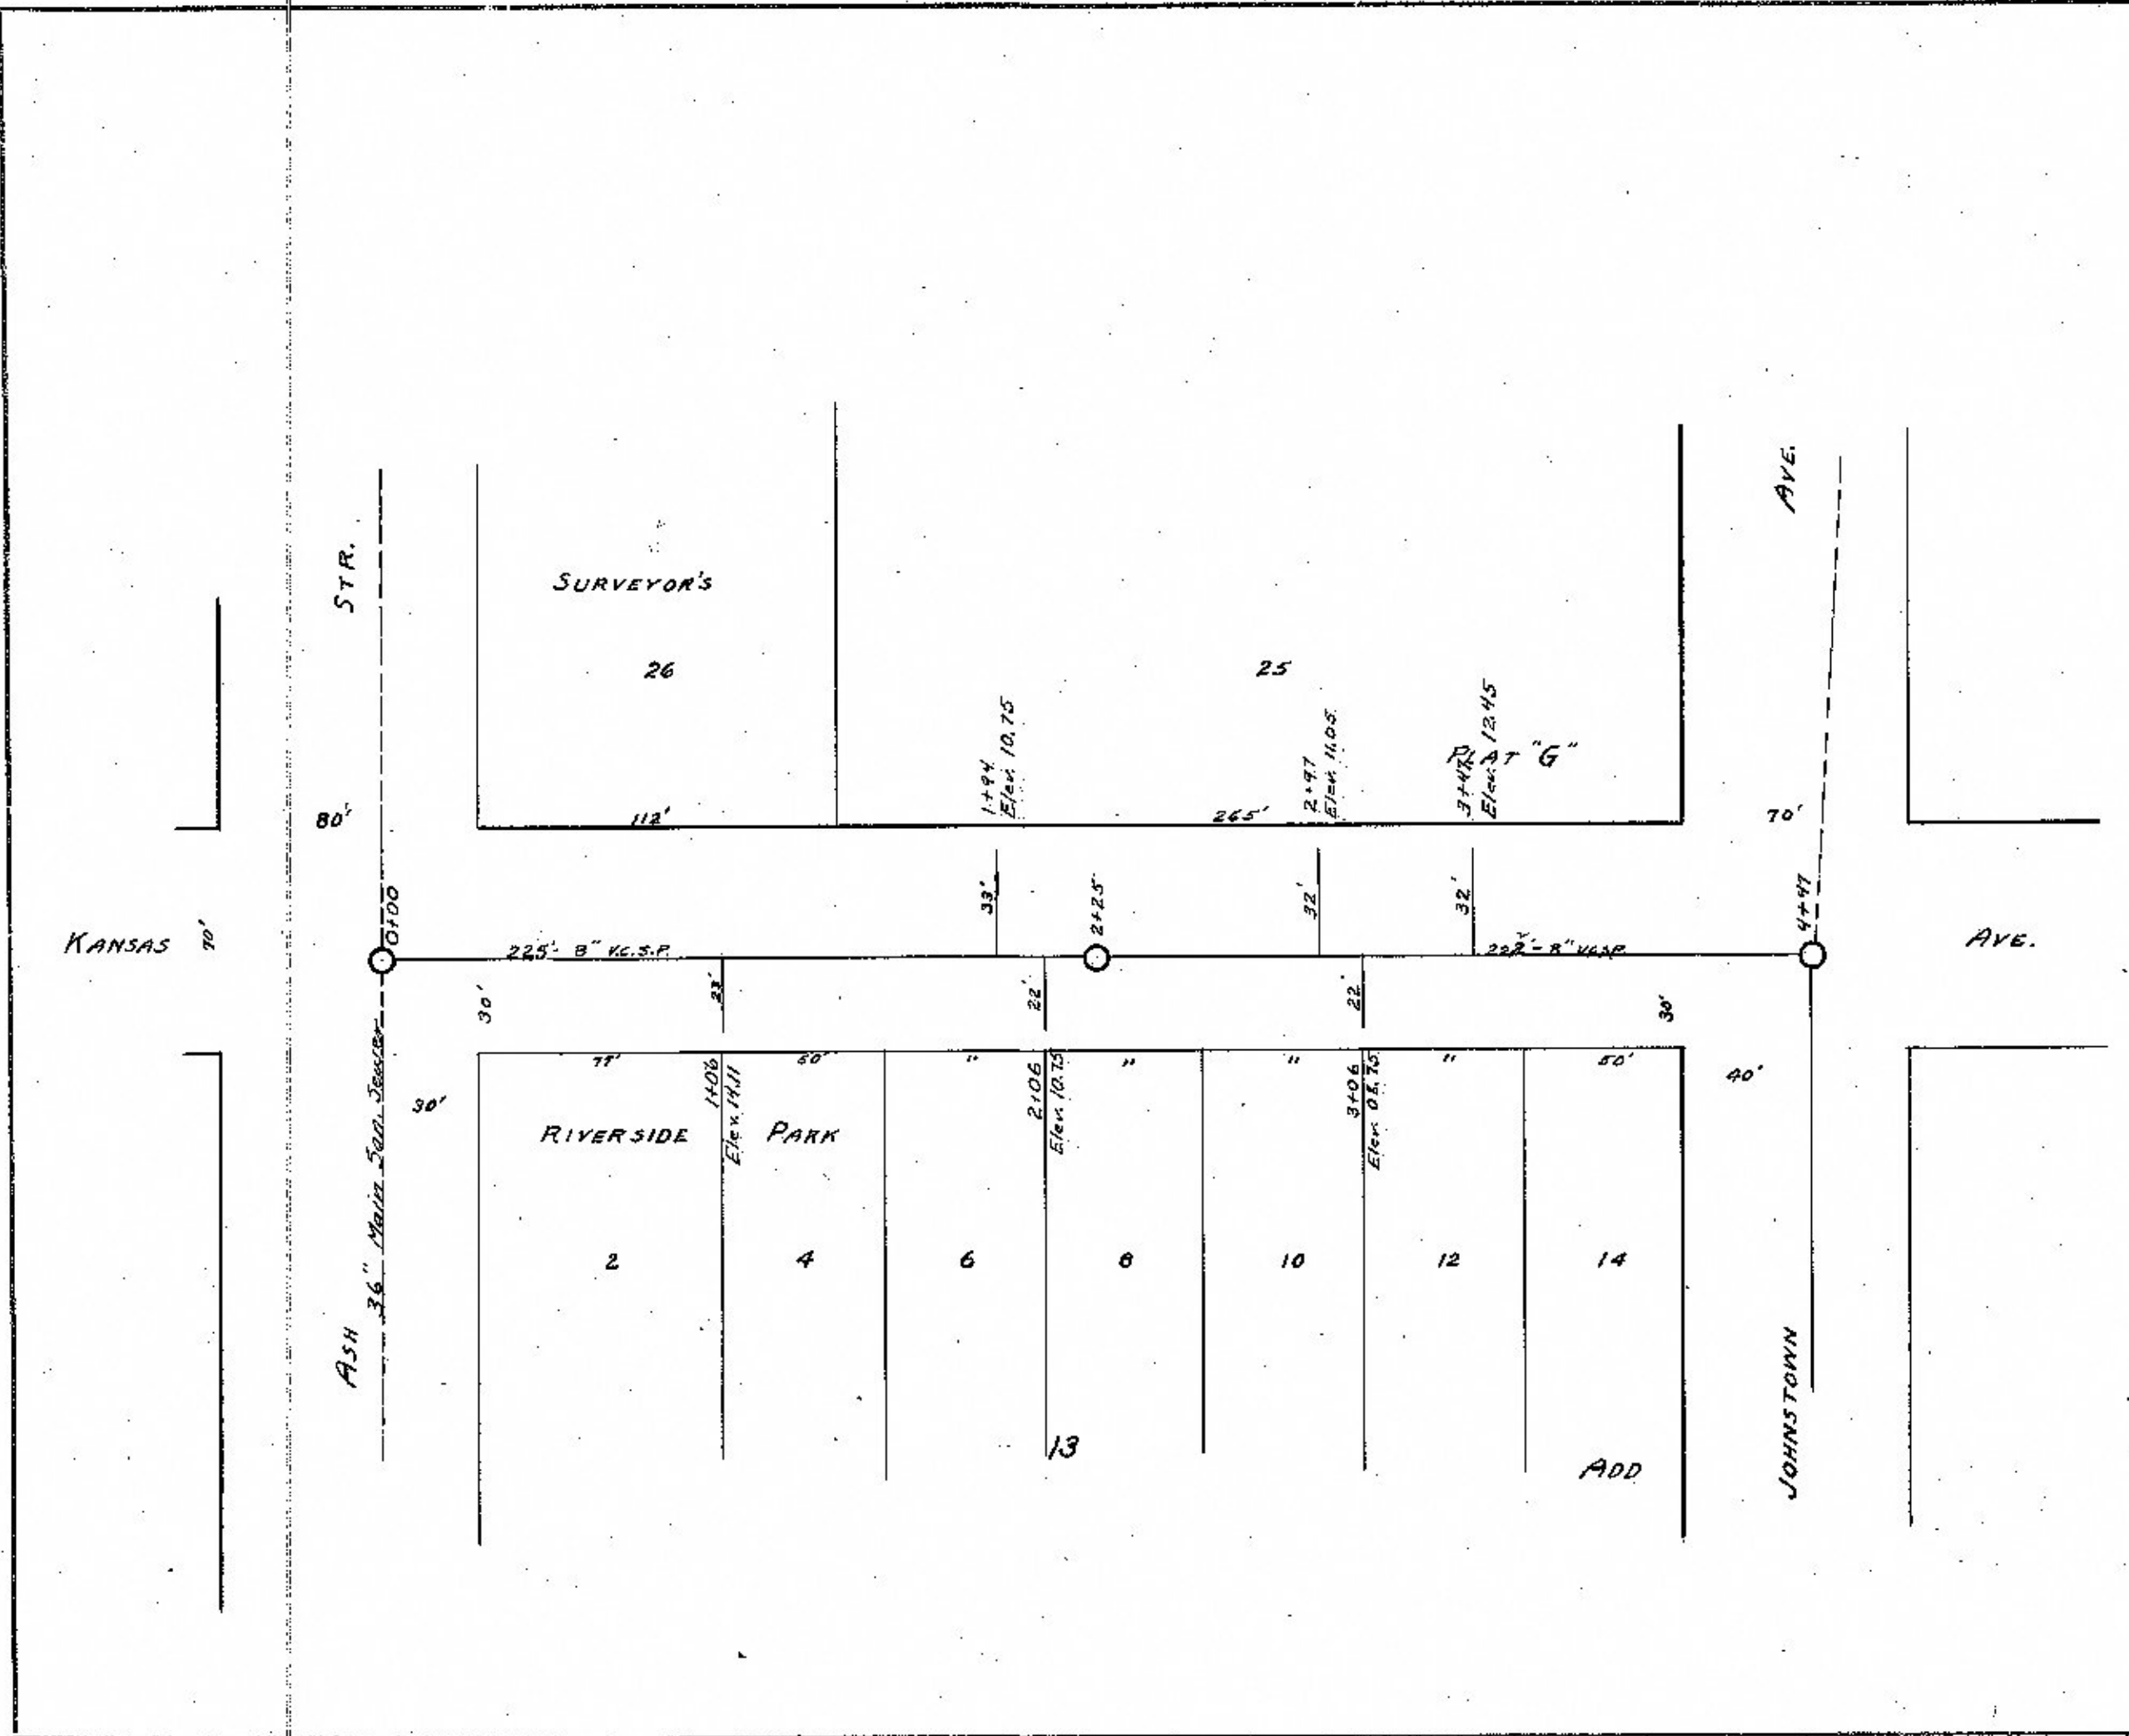 AVE.
STR.
SURVEYOR'S
26
25
1+94
Elev. 10.75
2+97
Elev. 11.05
3+47
Elev. 12.45
PLAT "G"
80'
112'
265'
70'
0+00
33'
2+25
32'
32'
4+47
KANSAS
70'
225'- 8" V.C.S.P.
222'- 8" V.C.S.P.
AVE.
30'
23'
22'
22'
30'
50'
"
"
"
"
50'
30'
1+06
Elev. 14.11
2+06
Elev. 10.75
3+06
40'
RIVERSIDE PARK
36" Main San. Sewer
2
4
6
8
10
12
14
ASH
JOHNSTOWN
13
ADD